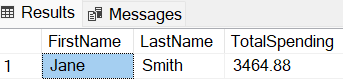 Results Messages
FirstName LastName TotalSpending
1 Jane Smith 3464.88